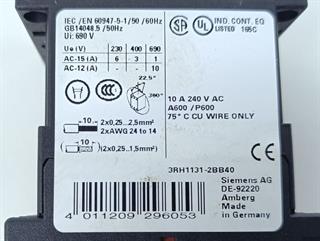 IEC / EN 60947-5-1/50 /60Hz
GB14048.5 /50Hz
Ui: 690 V
Ue (V) 230 400 690
AC-15 (A) 6 - 3 1
AC-12 (A) - 10 -
IND. CONT. EQ
UL LISTED 165C
22,5°
360°
10 A 240 V AC
A600 /P600
75° C CU WIRE ONLY
10 2x0,25...2,5mm²
2xAWG 24 to 14
(2x0,25...1,5mm²)
3RH1131-2BB40
Siemens AG
DE-92220
Amberg
Made in
Germany
4 011209 296053